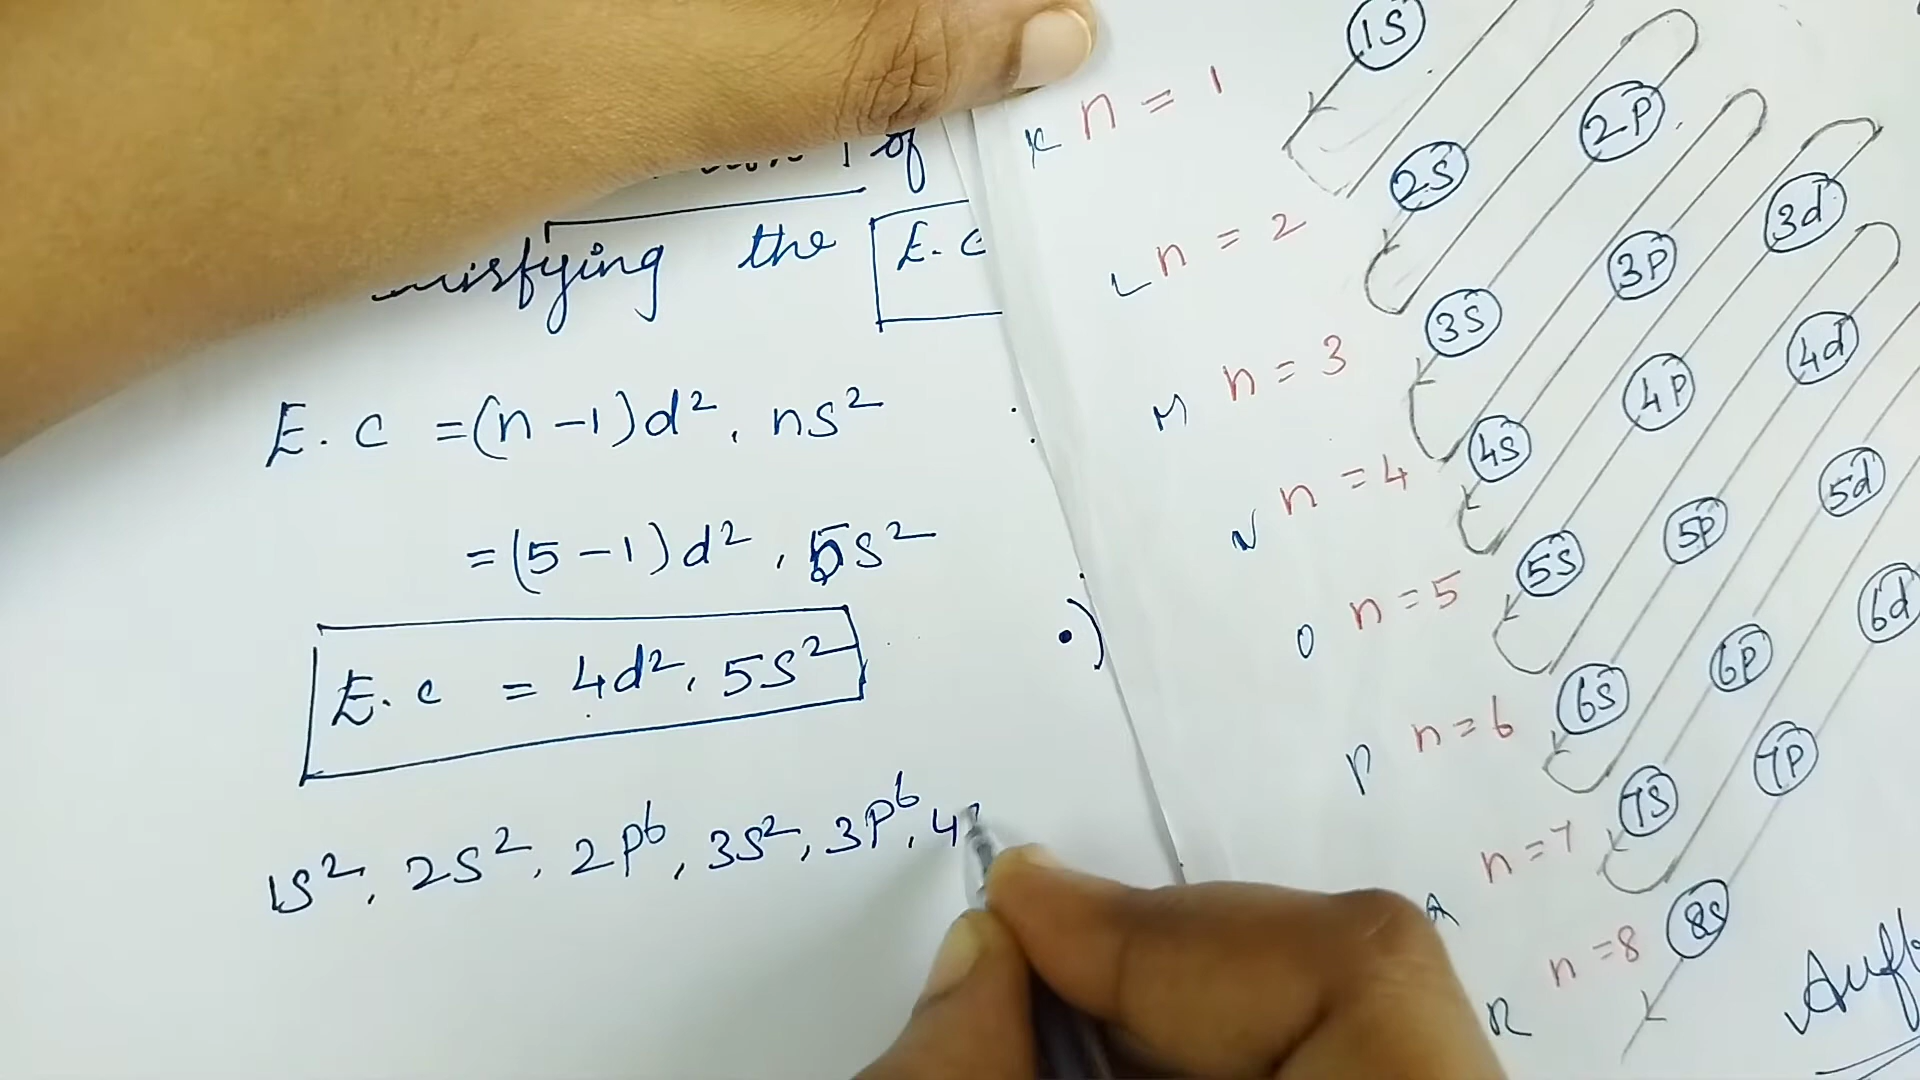 of
the E.C
E.C = (n-1)d², ns²
= (5-1)d², 5s²
E.C = 4d², 5s²
1s², 2s², 2p⁶, 3s², 3p⁶, 4
•)
K n = 1 1s
L n = 2 2s 2p
M n = 3 3s 3p 3d
N n = 4 4s 4p 4d
O n = 5 5s 5p 5d
P n = 6 6s 6p 6d
n = 7 7s 7p
R n = 8 8s